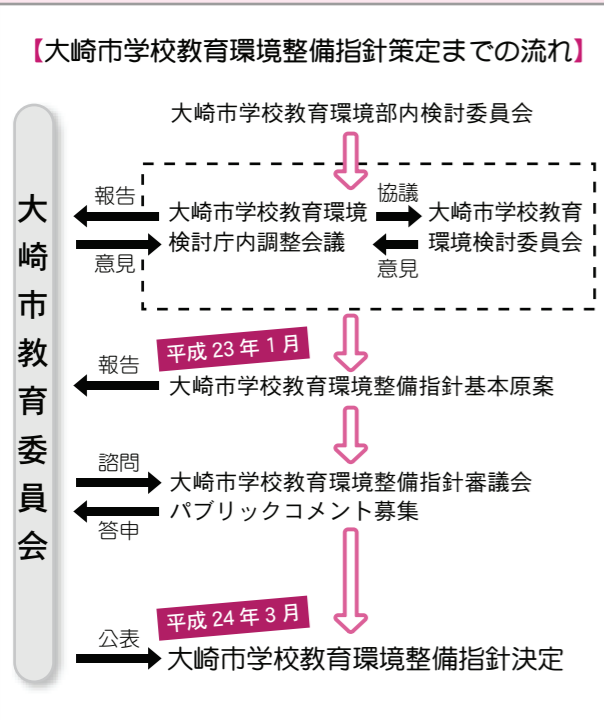 【大崎市学校教育環境整備指針策定までの流れ】
大崎市学校教育環境部内検討委員会
大崎市教育委員会
報告
意見
大崎市学校教育環境
検討庁内調整会議
協議
意見
大崎市学校教育
環境検討委員会
平成23年1月
報告
大崎市学校教育環境整備指針基本原案
諮問
答申
大崎市学校教育環境整備指針審議会
パブリックコメント募集
平成24年3月
公表
大崎市学校教育環境整備指針決定